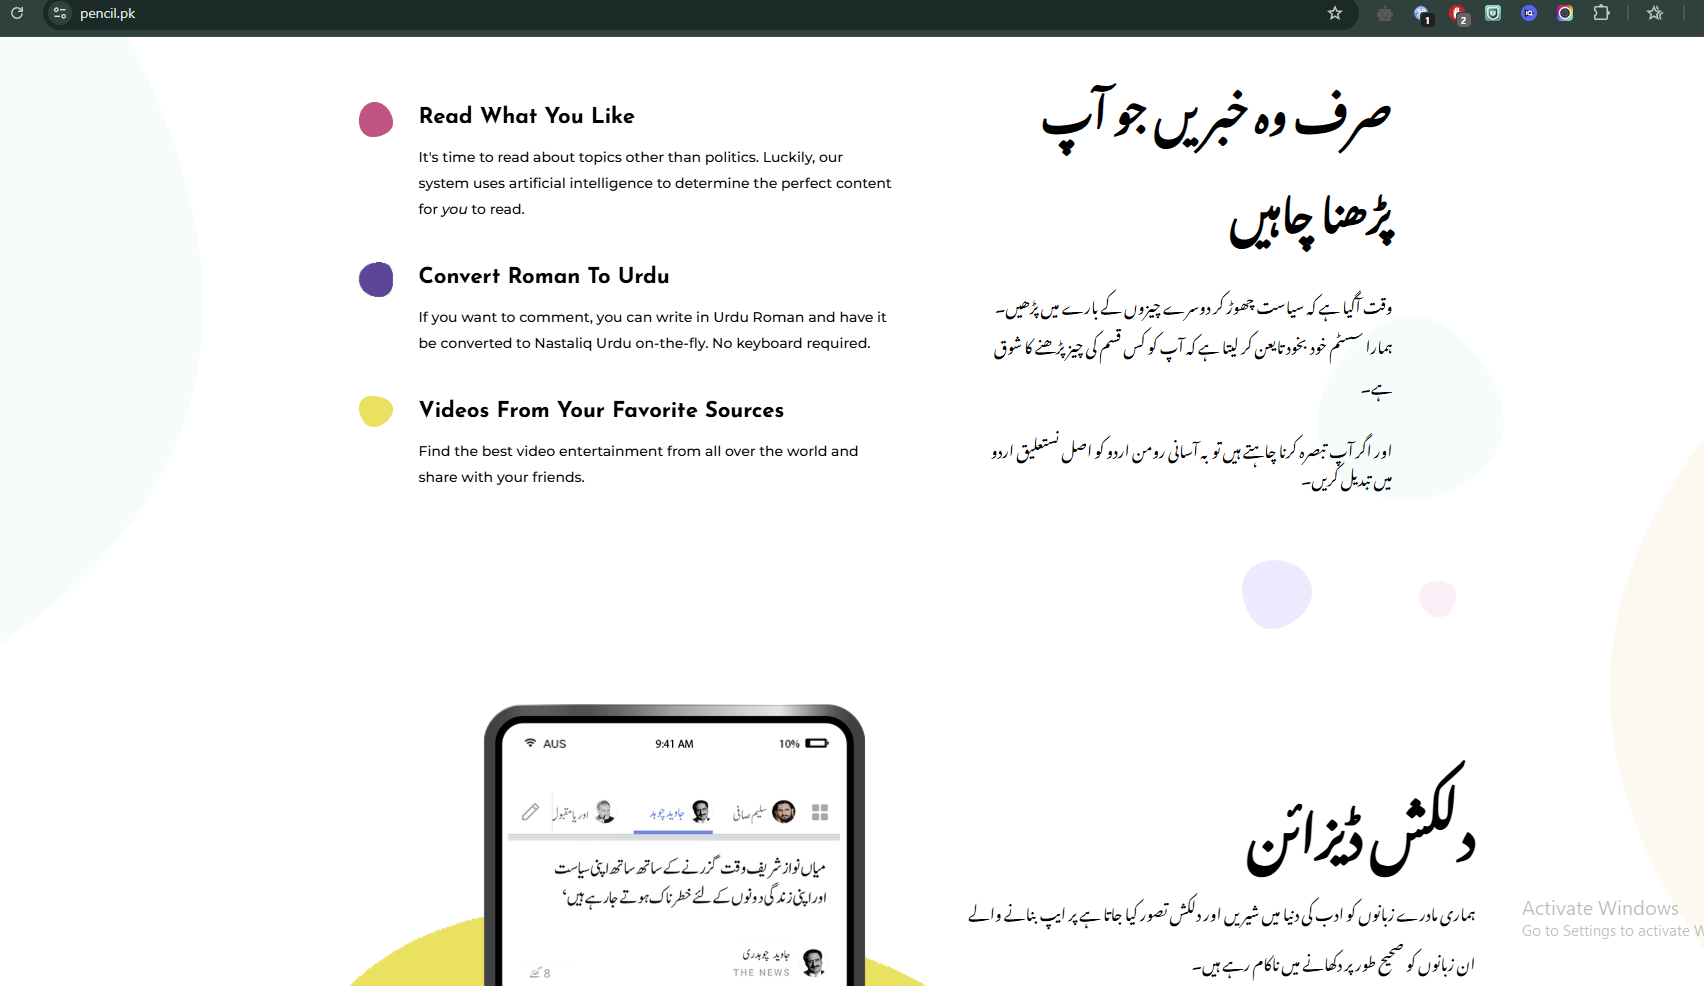 pencil.pk
1
2
Read What You Like
It's time to read about topics other than politics. Luckily, our
system uses artificial intelligence to determine the perfect content
for you to read.
Convert Roman To Urdu
If you want to comment, you can write in Urdu Roman and have it
be converted to Nastaliq Urdu on-the-fly. No keyboard required.
Videos From Your Favorite Sources
Find the best video entertainment from all over the world and
share with your friends.
صرف وہ خبریں جو آپ
پڑھنا چاہیں
وقت آگیا ہے کہ سیاست چھوڑ کر دوسرے چیزوں کے بارے میں پڑھیں۔
ہمارا سسٹم خود بخود تایعن کر لیتا ہے کہ آپ کو کس قسم کی چیز پڑھنے کا شوق
ہے۔
اور اگر آپ تبصرہ کرنا چاہتے ہیں تو بہ آسانی رومن اردو کو اصل نستعلیق اردو
میں تبدیل کریں۔
AUS
9:41 AM
10%
سلیم صافی
جاوید چوہد
اوریا مقبول
میاں نواز شریف وقت گزرنے کے ساتھ ساتھ اپنی سیاست
اور اپنی زندگی دونوں کے لئے خطرناک ہوتے جارہے ہیں‘
جاوید چوہدری
THE NEWS
8 گھنٹے
دلکش ڈیزائن
ہماری مادرے زبانوں کو ادب کی دنیا میں شیریں اور دلکش تصور کیا جاتا ہے پر ایپ بنانے والے
ان زبانوں کو صحیح طور پر دکھانے میں ناکام رہے ہیں۔
Activate Windows
Go to Settings to activate W